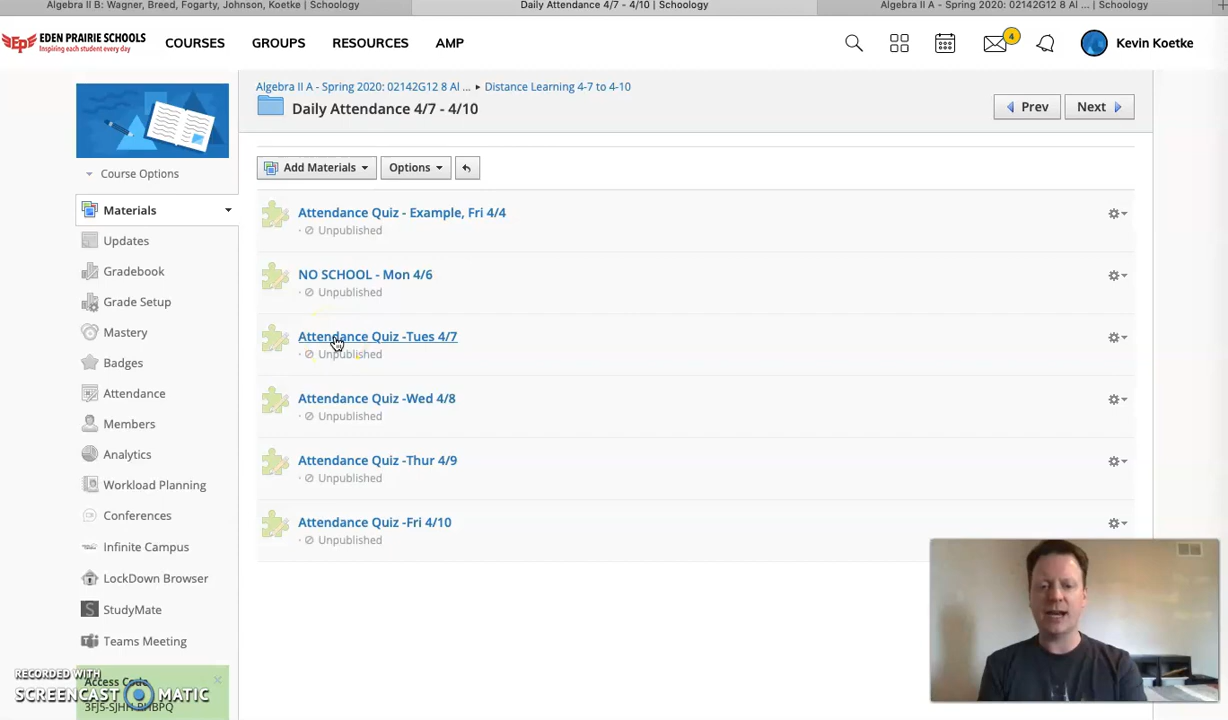 Algebra II B: Wagner, Breed, Fogarty, Johnson, Koetke | Schoology
Daily Attendance 4/7 - 4/10 | Schoology
Algebra II A - Spring 2020: 02142G12 8 Al ... | Schoology
EP EDEN PRAIRIE SCHOOLS
Inspiring each student every day
COURSES GROUPS RESOURCES AMP
4
Kevin Koetke
Algebra II A - Spring 2020: 02142G12 8 Al ... ▸ Distance Learning 4-7 to 4-10
Daily Attendance 4/7 - 4/10
Prev Next
Add Materials Options
Course Options
Materials
Updates
Gradebook
Grade Setup
Mastery
Badges
Attendance
Members
Analytics
Workload Planning
Conferences
Infinite Campus
LockDown Browser
StudyMate
Teams Meeting
Access Code
3FJ5-SJHH-RHBPQ
Attendance Quiz - Example, Fri 4/4
· Unpublished
NO SCHOOL - Mon 4/6
· Unpublished
Attendance Quiz -Tues 4/7
· Unpublished
Attendance Quiz -Wed 4/8
· Unpublished
Attendance Quiz -Thur 4/9
· Unpublished
Attendance Quiz -Fri 4/10
· Unpublished
RECORDED WITH
SCREENCAST MATIC